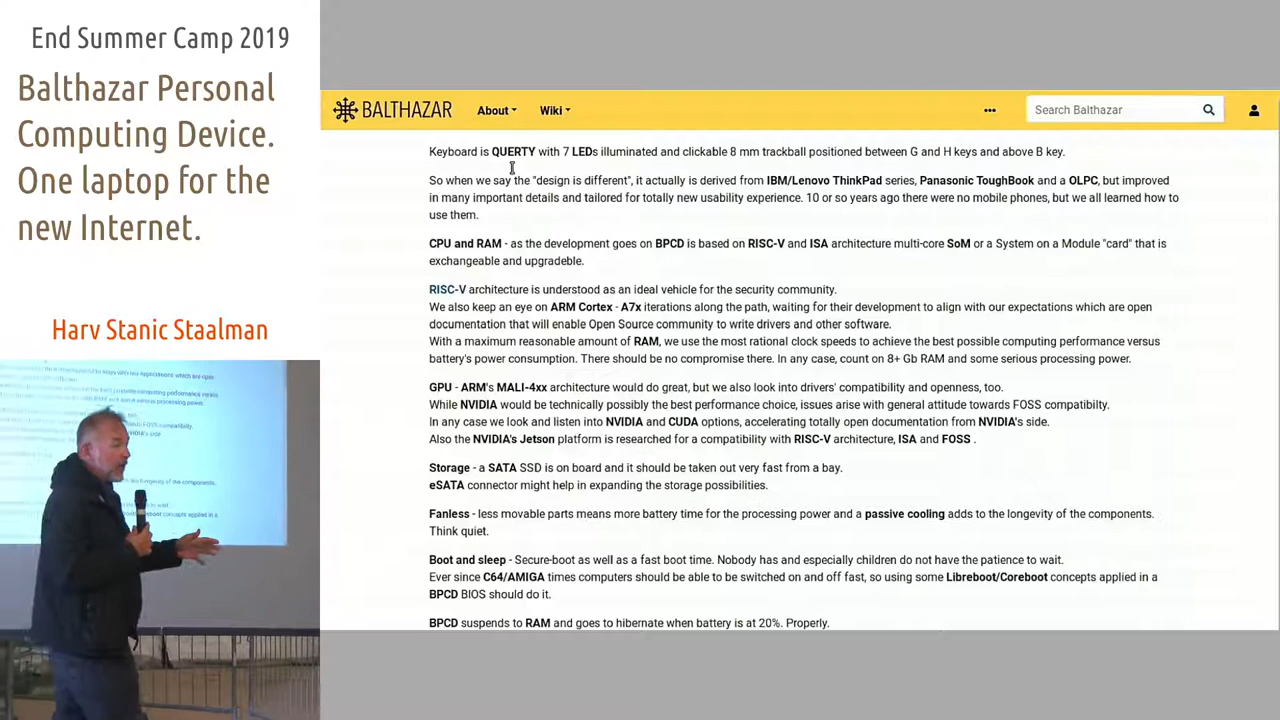 End Summer Camp 2019
Balthazar Personal
Computing Device.
One laptop for the
new Internet.
Harv Stanic Staalman
BALTHAZAR
About
Wiki
Search Balthazar
Keyboard is QUERTY with 7 LEDs illuminated and clickable 8 mm trackball positioned between G and H keys and above B key.
So when we say the "design is different", it actually is derived from IBM/Lenovo ThinkPad series, Panasonic ToughBook and a OLPC, but improved
in many important details and tailored for totally new usability experience. 10 or so years ago there were no mobile phones, but we all learned how to
use them.
CPU and RAM - as the development goes on BPCD is based on RISC-V and ISA architecture multi-core SoM or a System on a Module "card" that is
exchangeable and upgradeble.
RISC-V architecture is understood as an ideal vehicle for the security community.
We also keep an eye on ARM Cortex - A7x iterations along the path, waiting for their development to align with our expectations which are open
documentation that will enable Open Source community to write drivers and other software.
With a maximum reasonable amount of RAM, we use the most rational clock speeds to achieve the best possible computing performance versus
battery's power consumption. There should be no compromise there. In any case, count on 8+ Gb RAM and some serious processing power.
GPU - ARM's MALI-4xx architecture would do great, but we also look into drivers' compatibility and openness, too.
While NVIDIA would be technically possibly the best performance choice, issues arise with general attitude towards FOSS compatibilty.
In any case we look and listen into NVIDIA and CUDA options, accelerating totally open documentation from NVIDIA's side.
Also the NVIDIA's Jetson platform is researched for a compatibility with RISC-V architecture, ISA and FOSS .
Storage - a SATA SSD is on board and it should be taken out very fast from a bay.
eSATA connector might help in expanding the storage possibilities.
Fanless - less movable parts means more battery time for the processing power and a passive cooling adds to the longevity of the components.
Think quiet.
Boot and sleep - Secure-boot as well as a fast boot time. Nobody has and especially children do not have the patience to wait.
Ever since C64/AMIGA times computers should be able to be switched on and off fast, so using some Libreboot/Coreboot concepts applied in a
BPCD BIOS should do it.
BPCD suspends to RAM and goes to hibernate when battery is at 20%. Properly.